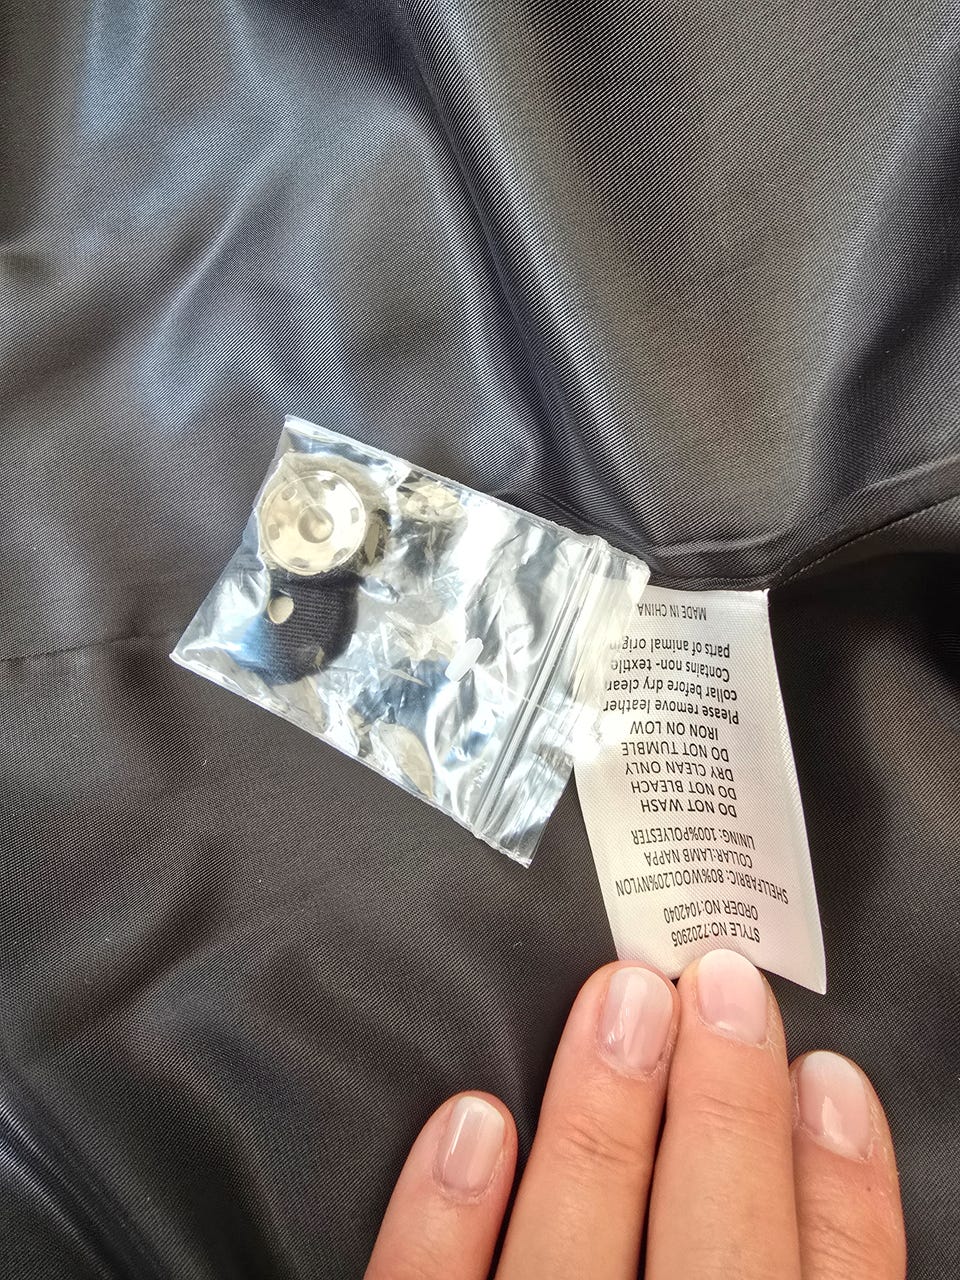 STYLE NO:7202905
ORDER NO:1042040
SHELLFABRIC: 80%WOOL20%NYLON
COLLAR:LAMB NAPPA
LINING: 100%POLYESTER
DO NOT WASH
DO NOT BLEACH
DRY CLEAN ONLY
DO NOT TUMBLE
IRON ON LOW
Please remove leather
collar before dry clean
Contains non- textile
parts of animal origin
MADE IN CHINA